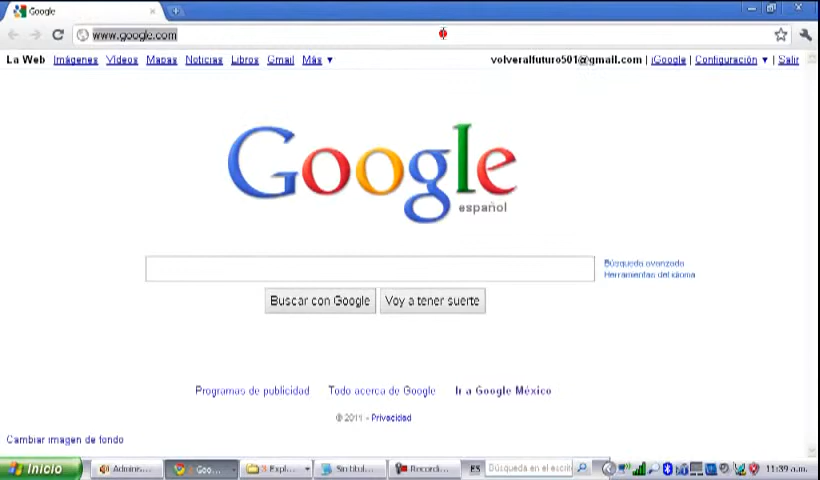 Google
www.google.com
La Web Imágenes Vídeos Mapas Noticias Libros Gmail Más ▼ volveralfuturo501@gmail.com | iGoogle | Configuración ▼ | Salir
Google
español
Búsqueda avanzada
Herramientas del idioma
Buscar con Google Voy a tener suerte
Programas de publicidad Todo acerca de Google Ir a Google México
© 2011 - Privacidad
Cambiar imagen de fondo
Inicio Adminis... Goo... 3 Expl... Sin títul... Recordi... ES Búsqueda en el escrit 11:39 a.m.